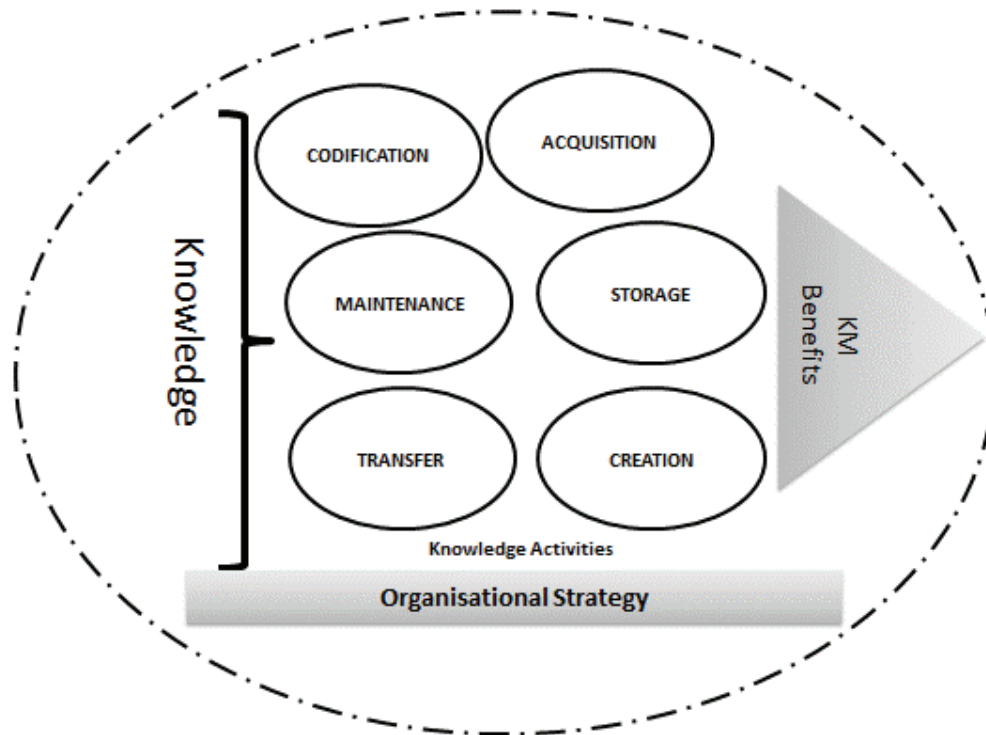 Knowledge
CODIFICATION
ACQUISITION
MAINTENANCE
STORAGE
TRANSFER
CREATION
KM
Benefits
Knowledge Activities
Organisational Strategy